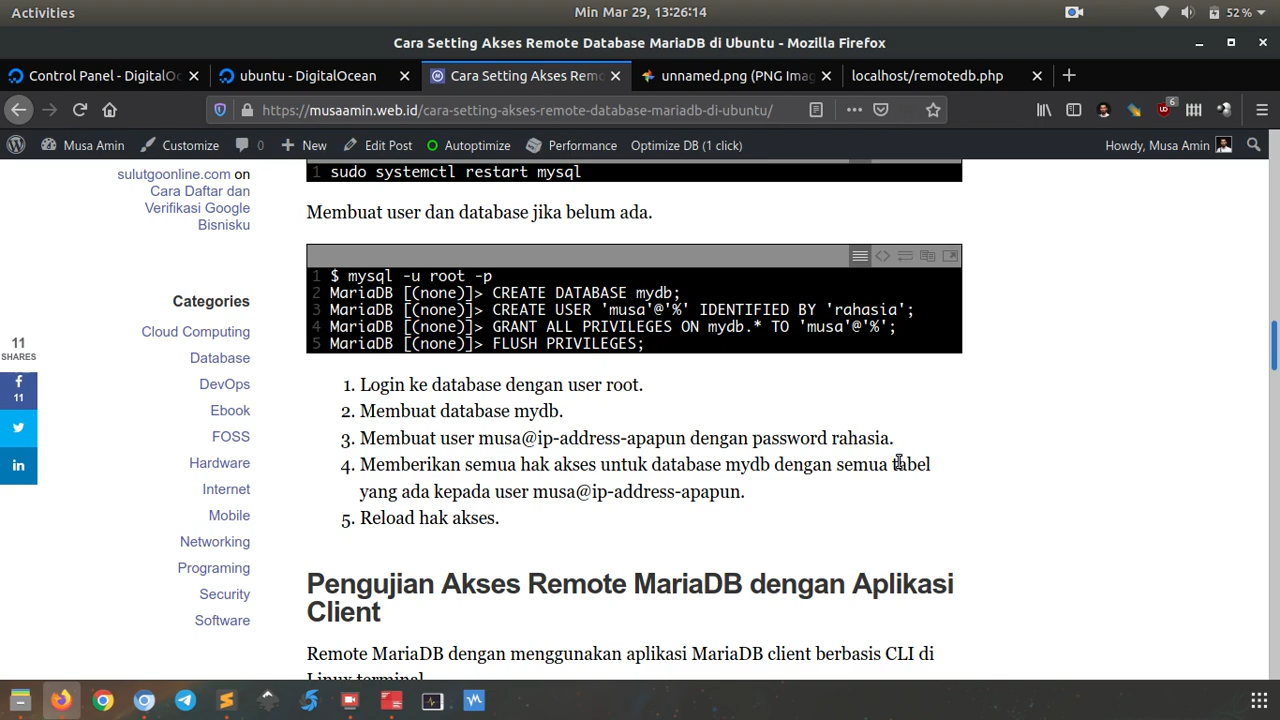 Activities
Min Mar 29, 13:26:14
52 %
Cara Setting Akses Remote Database MariaDB di Ubuntu - Mozilla Firefox
Control Panel - DigitalOc
ubuntu - DigitalOcean
Cara Setting Akses Remo
unnamed.png (PNG Imag
localhost/remotedb.php
https://musaamin.web.id/cara-setting-akses-remote-database-mariadb-di-ubuntu/
6
Musa Amin
Customize
0
New
Edit Post
Autoptimize
Performance
Optimize DB (1 click)
Howdy, Musa Amin
sulutgoonline.com on
Cara Daftar dan
Verifikasi Google
Bisnisku
Categories
Cloud Computing
Database
DevOps
Ebook
FOSS
Hardware
Internet
Mobile
Networking
Programing
Security
Software
11
SHARES
11
1 sudo systemctl restart mysql
Membuat user dan database jika belum ada.
1 $ mysql -u root -p
2 MariaDB [(none)]> CREATE DATABASE mydb;
3 MariaDB [(none)]> CREATE USER 'musa'@'%' IDENTIFIED BY 'rahasia';
4 MariaDB [(none)]> GRANT ALL PRIVILEGES ON mydb.* TO 'musa'@'%';
5 MariaDB [(none)]> FLUSH PRIVILEGES;
1. Login ke database dengan user root.
2. Membuat database mydb.
3. Membuat user musa@ip-address-apapun dengan password rahasia.
4. Memberikan semua hak akses untuk database mydb dengan semua tabel
yang ada kepada user musa@ip-address-apapun.
5. Reload hak akses.
Pengujian Akses Remote MariaDB dengan Aplikasi
Client
Remote MariaDB dengan menggunakan aplikasi MariaDB client berbasis CLI di
Linux terminal.